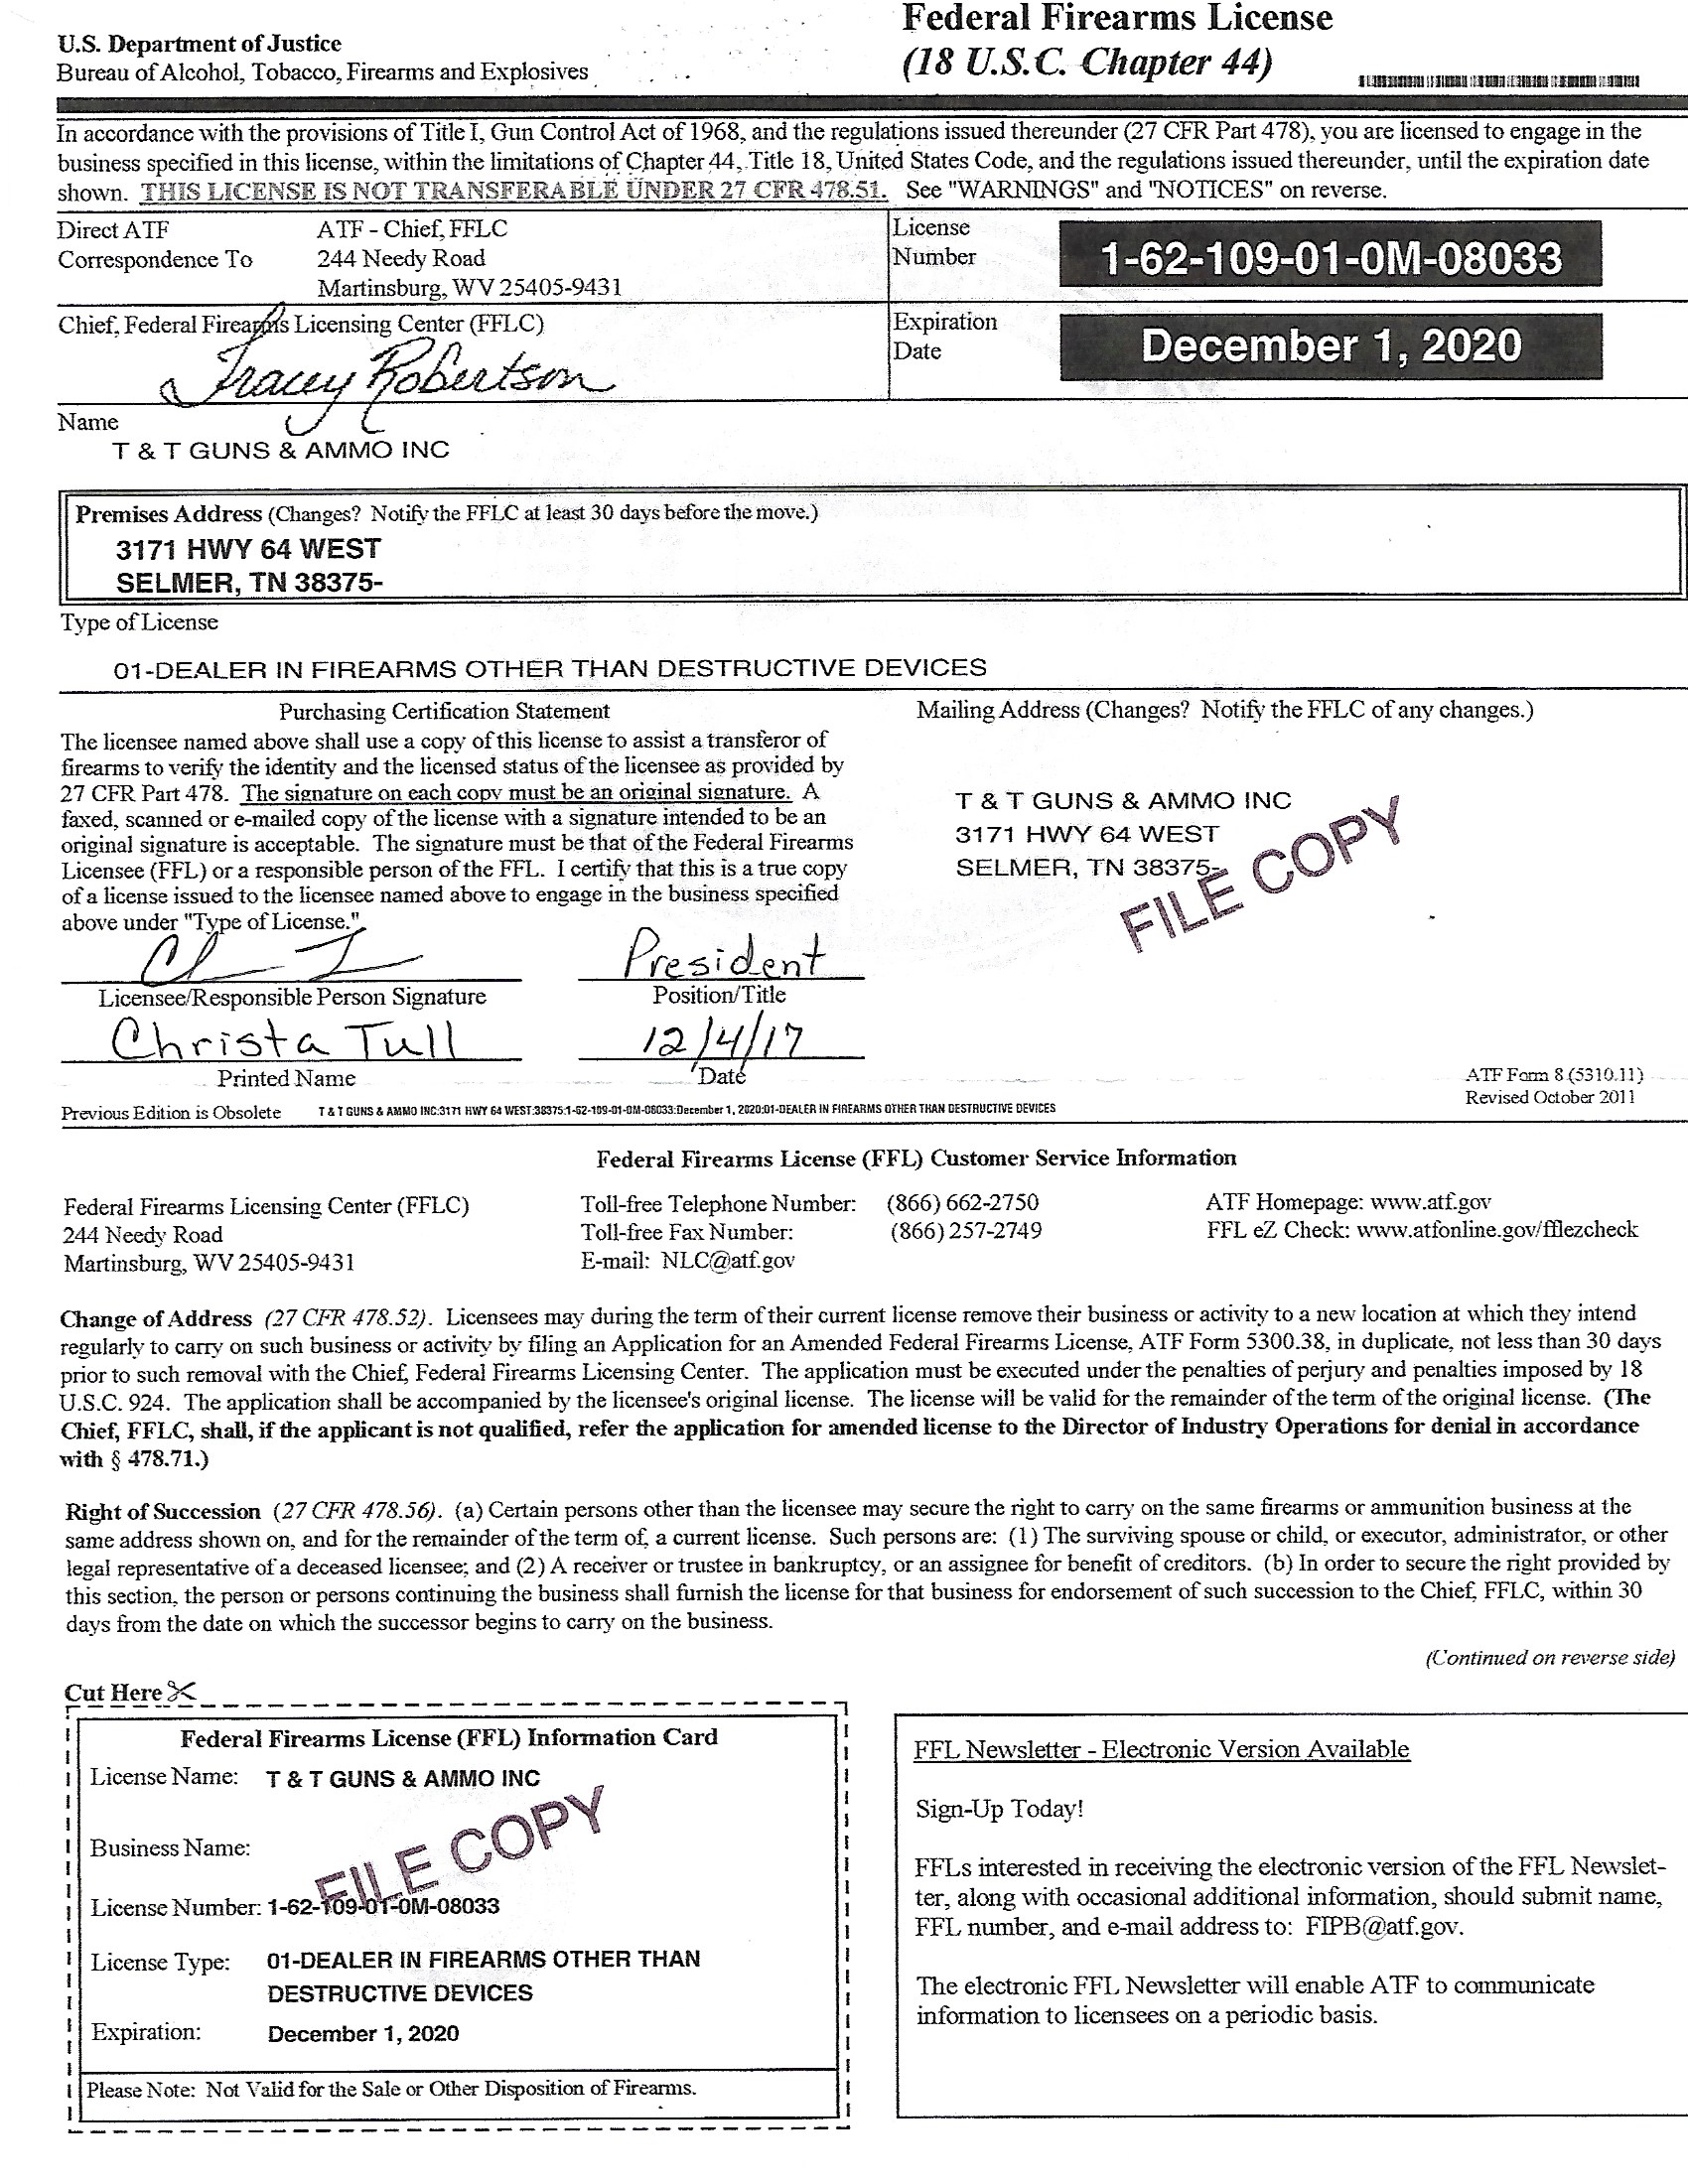 Federal Firearms License
(18 U.S.C. Chapter 44)
U.S. Department of Justice
Bureau of Alcohol, Tobacco, Firearms and Explosives
In accordance with the provisions of Title I, Gun Control Act of 1968, and the regulations issued thereunder (27 CFR Part 478), you are licensed to engage in the
business specified in this license, within the limitations of Chapter 44, Title 18, United States Code, and the regulations issued thereunder, until the expiration date
shown. THIS LICENSE IS NOT TRANSFERABLE UNDER 27 CFR 478.51. See "WARNINGS" and "NOTICES" on reverse.
Direct ATF
Correspondence To
ATF - Chief, FFLC
244 Needy Road
Martinsburg, WV 25405-9431
License
Number
1-62-109-01-0M-08033
Chief, Federal Firearms Licensing Center (FFLC)
Tracey Robertson
Expiration
Date
December 1, 2020
Name
T & T GUNS & AMMO INC
Premises Address (Changes? Notify the FFLC at least 30 days before the move.)
3171 HWY 64 WEST
SELMER, TN 38375-
Type of License
01-DEALER IN FIREARMS OTHER THAN DESTRUCTIVE DEVICES
Purchasing Certification Statement
The licensee named above shall use a copy of this license to assist a transferor of
firearms to verify the identity and the licensed status of the licensee as provided by
27 CFR Part 478. The signature on each copy must be an original signature. A
faxed, scanned or e-mailed copy of the license with a signature intended to be an
original signature is acceptable. The signature must be that of the Federal Firearms
Licensee (FFL) or a responsible person of the FFL. I certify that this is a true copy
of a license issued to the licensee named above to engage in the business specified
above under "Type of License."
Mailing Address (Changes? Notify the FFLC of any changes.)
T & T GUNS & AMMO INC
3171 HWY 64 WEST
SELMER, TN 38375-
FILE COPY
President
Licensee/Responsible Person Signature
Position/Title
Christa Tull
12/4/17
Printed Name
Date
ATF Form 8 (5310.11)
Revised October 2011
Previous Edition is Obsolete
T & T GUNS & AMMO INC:3171 HWY 64 WEST:38375:1-62-109-01-0M-08033:December 1, 2020:01-DEALER IN FIREARMS OTHER THAN DESTRUCTIVE DEVICES
Federal Firearms License (FFL) Customer Service Information
Federal Firearms Licensing Center (FFLC)
244 Needy Road
Martinsburg, WV 25405-9431
Toll-free Telephone Number: (866) 662-2750
Toll-free Fax Number: (866) 257-2749
E-mail: NLC@atf.gov
ATF Homepage: www.atf.gov
FFL eZ Check: www.atfonline.gov/fflezcheck
Change of Address (27 CFR 478.52). Licensees may during the term of their current license remove their business or activity to a new location at which they intend
regularly to carry on such business or activity by filing an Application for an Amended Federal Firearms License, ATF Form 5300.38, in duplicate, not less than 30 days
prior to such removal with the Chief, Federal Firearms Licensing Center. The application must be executed under the penalties of perjury and penalties imposed by 18
U.S.C. 924. The application shall be accompanied by the licensee's original license. The license will be valid for the remainder of the term of the original license. (The
Chief, FFLC, shall, if the applicant is not qualified, refer the application for amended license to the Director of Industry Operations for denial in accordance
with § 478.71.)
Right of Succession (27 CFR 478.56). (a) Certain persons other than the licensee may secure the right to carry on the same firearms or ammunition business at the
same address shown on, and for the remainder of the term of, a current license. Such persons are: (1) The surviving spouse or child, or executor, administrator, or other
legal representative of a deceased licensee; and (2) A receiver or trustee in bankruptcy, or an assignee for benefit of creditors. (b) In order to secure the right provided by
this section, the person or persons continuing the business shall furnish the license for that business for endorsement of such succession to the Chief, FFLC, within 30
days from the date on which the successor begins to carry on the business.
(Continued on reverse side)
Cut Here
Federal Firearms License (FFL) Information Card
License Name: T & T GUNS & AMMO INC
Business Name:
FILE COPY
License Number: 1-62-109-01-0M-08033
License Type: 01-DEALER IN FIREARMS OTHER THAN
DESTRUCTIVE DEVICES
Expiration: December 1, 2020
Please Note: Not Valid for the Sale or Other Disposition of Firearms.
FFL Newsletter - Electronic Version Available
Sign-Up Today!
FFLs interested in receiving the electronic version of the FFL Newslet-
ter, along with occasional additional information, should submit name,
FFL number, and e-mail address to: FIPB@atf.gov.
The electronic FFL Newsletter will enable ATF to communicate
information to licensees on a periodic basis.